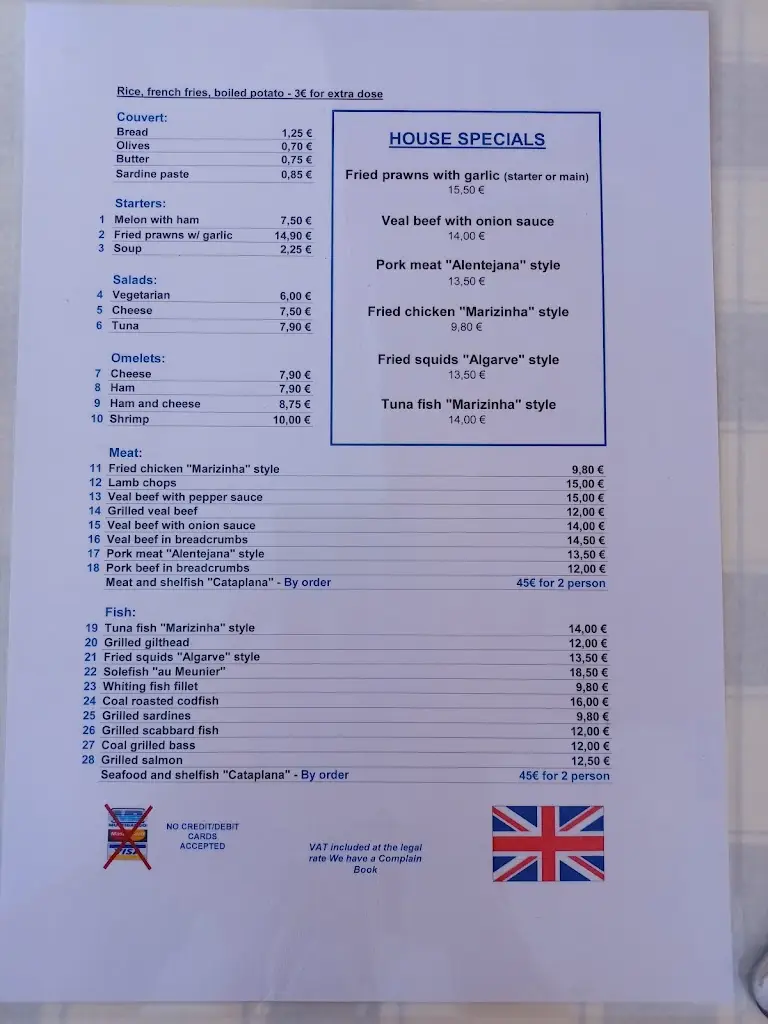 Rice, french fries, boiled potato - 3€ for extra dose
Couvert:
Bread 1,25 €
Olives 0,70 €
Butter 0,75 €
Sardine paste 0,85 €
Starters:
1 Melon with ham 7,50 €
2 Fried prawns w/ garlic 14,90 €
3 Soup 2,25 €
Salads:
4 Vegetarian 6,00 €
5 Cheese 7,50 €
6 Tuna 7,90 €
Omelets:
7 Cheese 7,90 €
8 Ham 7,90 €
9 Ham and cheese 8,75 €
10 Shrimp 10,00 €
HOUSE SPECIALS
Fried prawns with garlic (starter or main)
15,50 €
Veal beef with onion sauce
14,00 €
Pork meat "Alentejana" style
13,50 €
Fried chicken "Marizinha" style
9,80 €
Fried squids "Algarve" style
13,50 €
Tuna fish "Marizinha" style
14,00 €
Meat:
11 Fried chicken "Marizinha" style 9,80 €
12 Lamb chops 15,00 €
13 Veal beef with pepper sauce 15,00 €
14 Grilled veal beef 12,00 €
15 Veal beef with onion sauce 14,00 €
16 Veal beef in breadcrumbs 14,50 €
17 Pork meat "Alentejana" style 13,50 €
18 Pork beef in breadcrumbs 12,00 €
Meat and shelfish "Cataplana" - By order 45€ for 2 person
Fish:
19 Tuna fish "Marizinha" style 14,00 €
20 Grilled gilthead 12,00 €
21 Fried squids "Algarve" style 13,50 €
22 Solefish "au Meunier" 18,50 €
23 Whiting fish fillet 9,80 €
24 Coal roasted codfish 16,00 €
25 Grilled sardines 9,80 €
26 Grilled scabbard fish 12,00 €
27 Coal grilled bass 12,00 €
28 Grilled salmon 12,50 €
Seafood and shelfish "Cataplana" - By order 45€ for 2 person
NO CREDIT/DEBIT
CARDS
ACCEPTED
VAT included at the legal
rate We have a Complain
Book